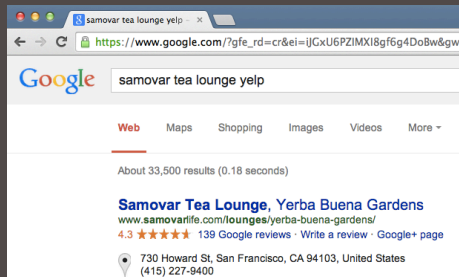 samovar tea lounge yelp -
https://www.google.com/?gfe_rd=cr&ei=iJGxU6PZIMXI8gf6g4DoBw&gw
Google samovar tea lounge yelp
Web Maps Shopping Images Videos More
About 33,500 results (0.18 seconds)
Samovar Tea Lounge, Yerba Buena Gardens
www.samovarlife.com/lounges/yerba-buena-gardens/
4.3 139 Google reviews · Write a review · Google+ page
730 Howard St, San Francisco, CA 94103, United States
(415) 227-9400